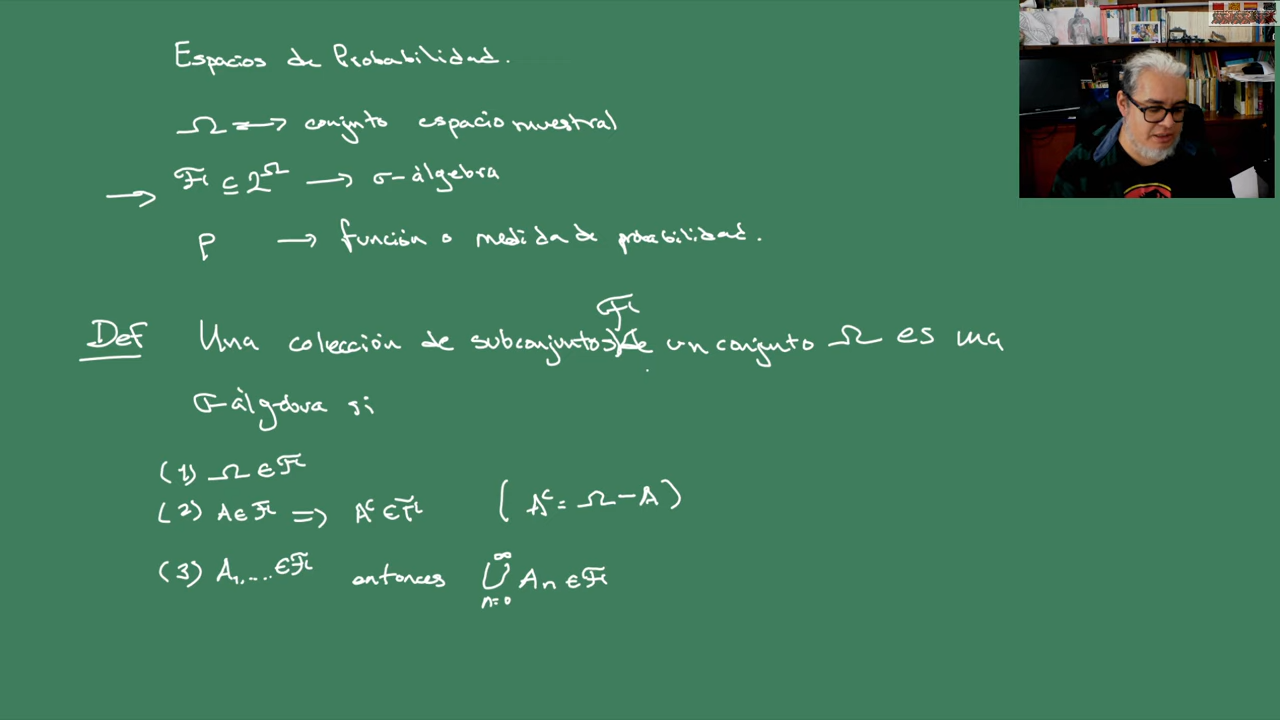 Espacios de Probabilidad.
Ω ⟷ conjunto espacio muestral
→ ℱ ⊆ 2^Ω → σ-álgebra
P → función o medida de probabilidad.
Def Una colección de subconjuntos ℱ de un conjunto Ω es una
σ-álgebra si
(1) Ω ∈ ℱ
(2) A ∈ ℱ ⟹ A^c ∈ ℱ (A^c = Ω - A)
(3) A₁, ... ∈ ℱ entonces ⋃_{n=0}^{∞} An ∈ ℱ